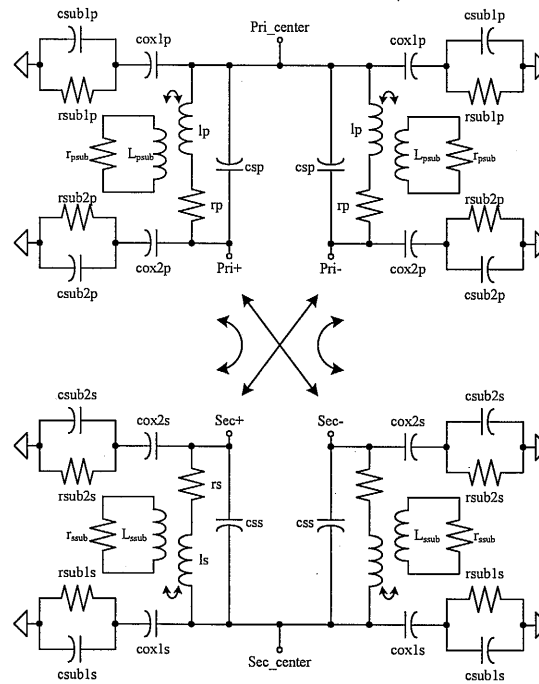 csub1p
cox1p
Pri_center
cox1p
csub1p
rsub1p
lp
lp
rsub1p
rpsub
Lpsub
csp
csp
Lpsub
rpsub
rsub2p
rp
rp
rsub2p
csub2p
cox2p
Pri+
Pri-
cox2p
csub2p
csub2s
cox2s
Sec+
Sec-
cox2s
csub2s
rsub2s
rs
rsub2s
rssub
Lssub
css
css
Lssub
rssub
rsub1s
ls
rsub1s
csub1s
cox1s
Sec_center
cox1s
csub1s